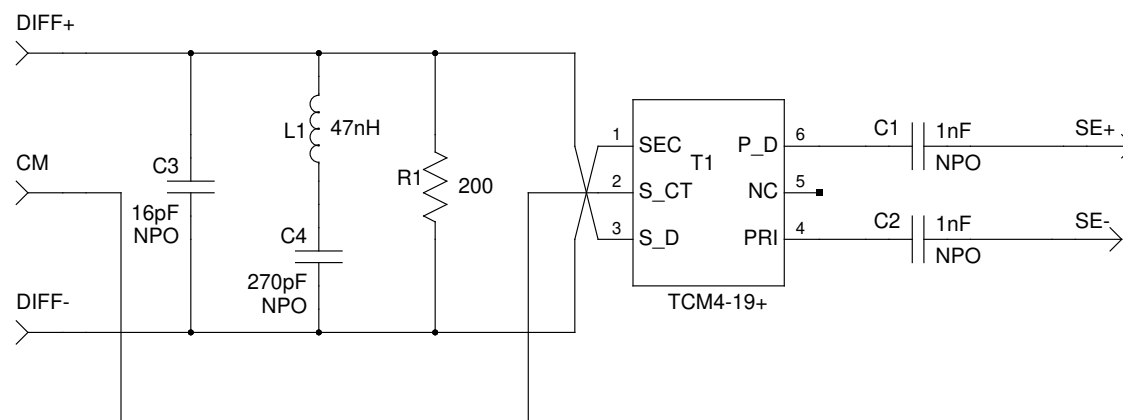 DIFF+
CM
DIFF-
C3
16pF
NPO
L1 47nH
C4
270pF
NPO
R1 200
1 SEC
2 S_CT
3 S_D
T1
P_D 6
NC 5
PRI 4
TCM4-19+
C1 1nF
NPO
SE+
C2 1nF
NPO
SE-